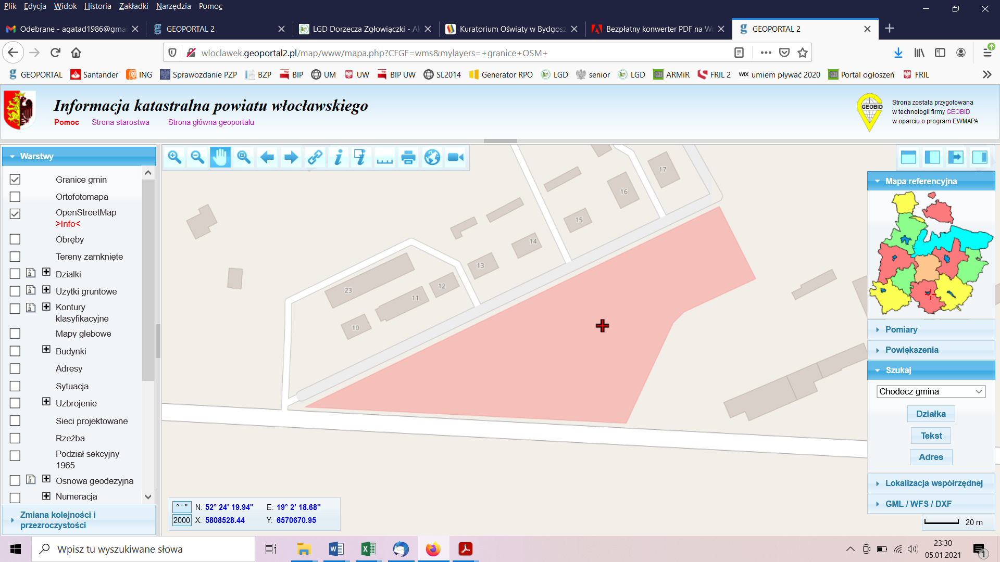 Plik Edycja Widok Historia Zakładki Narzędzia Pomoc
Odebrane - agatad1986@gmai
GEOPORTAL 2
LGD Dorzecza Zgłowiączki - Ak
Kuratorium Oświaty w Bydgosz
Bezpłatny konwerter PDF na Wo
GEOPORTAL 2
wloclawek.geoportal2.pl/map/www/mapa.php?CFGF=wms&mylayers=+granice+OSM+
GEOPORTAL Santander ING Sprawozdanie PZP BZP BIP UM UW BIP UW SL2014 Generator RPO LGD senior LGD ARMiR FRIL 2 WIX umiem pływać 2020 Portal ogłoszeń FRIL
Informacja katastralna powiatu włocławskiego
Pomoc Strona starostwa Strona główna geoportalu
GEOBID
Strona została przygotowana
w technologii firmy GEOBID
w oparciu o program EWMAPA
Warstwy
Granice gmin
Ortofotomapa
OpenStreetMap
>Info<
Obręby
Tereny zamknięte
Działki
Użytki gruntowe
Kontury
klasyfikacyjne
Mapy glebowe
Budynki
Adresy
Sytuacja
Uzbrojenie
Sieci projektowane
Rzeźba
Podział sekcyjny
1965
Osnowa geodezyjna
Numeracja
Zmiana kolejności i
przezroczystości
17
16
15
14
13
12
11
23
10
° ' " N: 52° 24' 19.94" E: 19° 2' 18.68"
2000 X: 5808528.44 Y: 6570670.95
Mapa referencyjna
Pomiary
Powiększenia
Szukaj
Chodecz gmina
Działka
Tekst
Adres
Lokalizacja współrzędnej
GML / WFS / DXF
20 m
Wpisz tu wyszukiwane słowa
23:30
05.01.2021
1